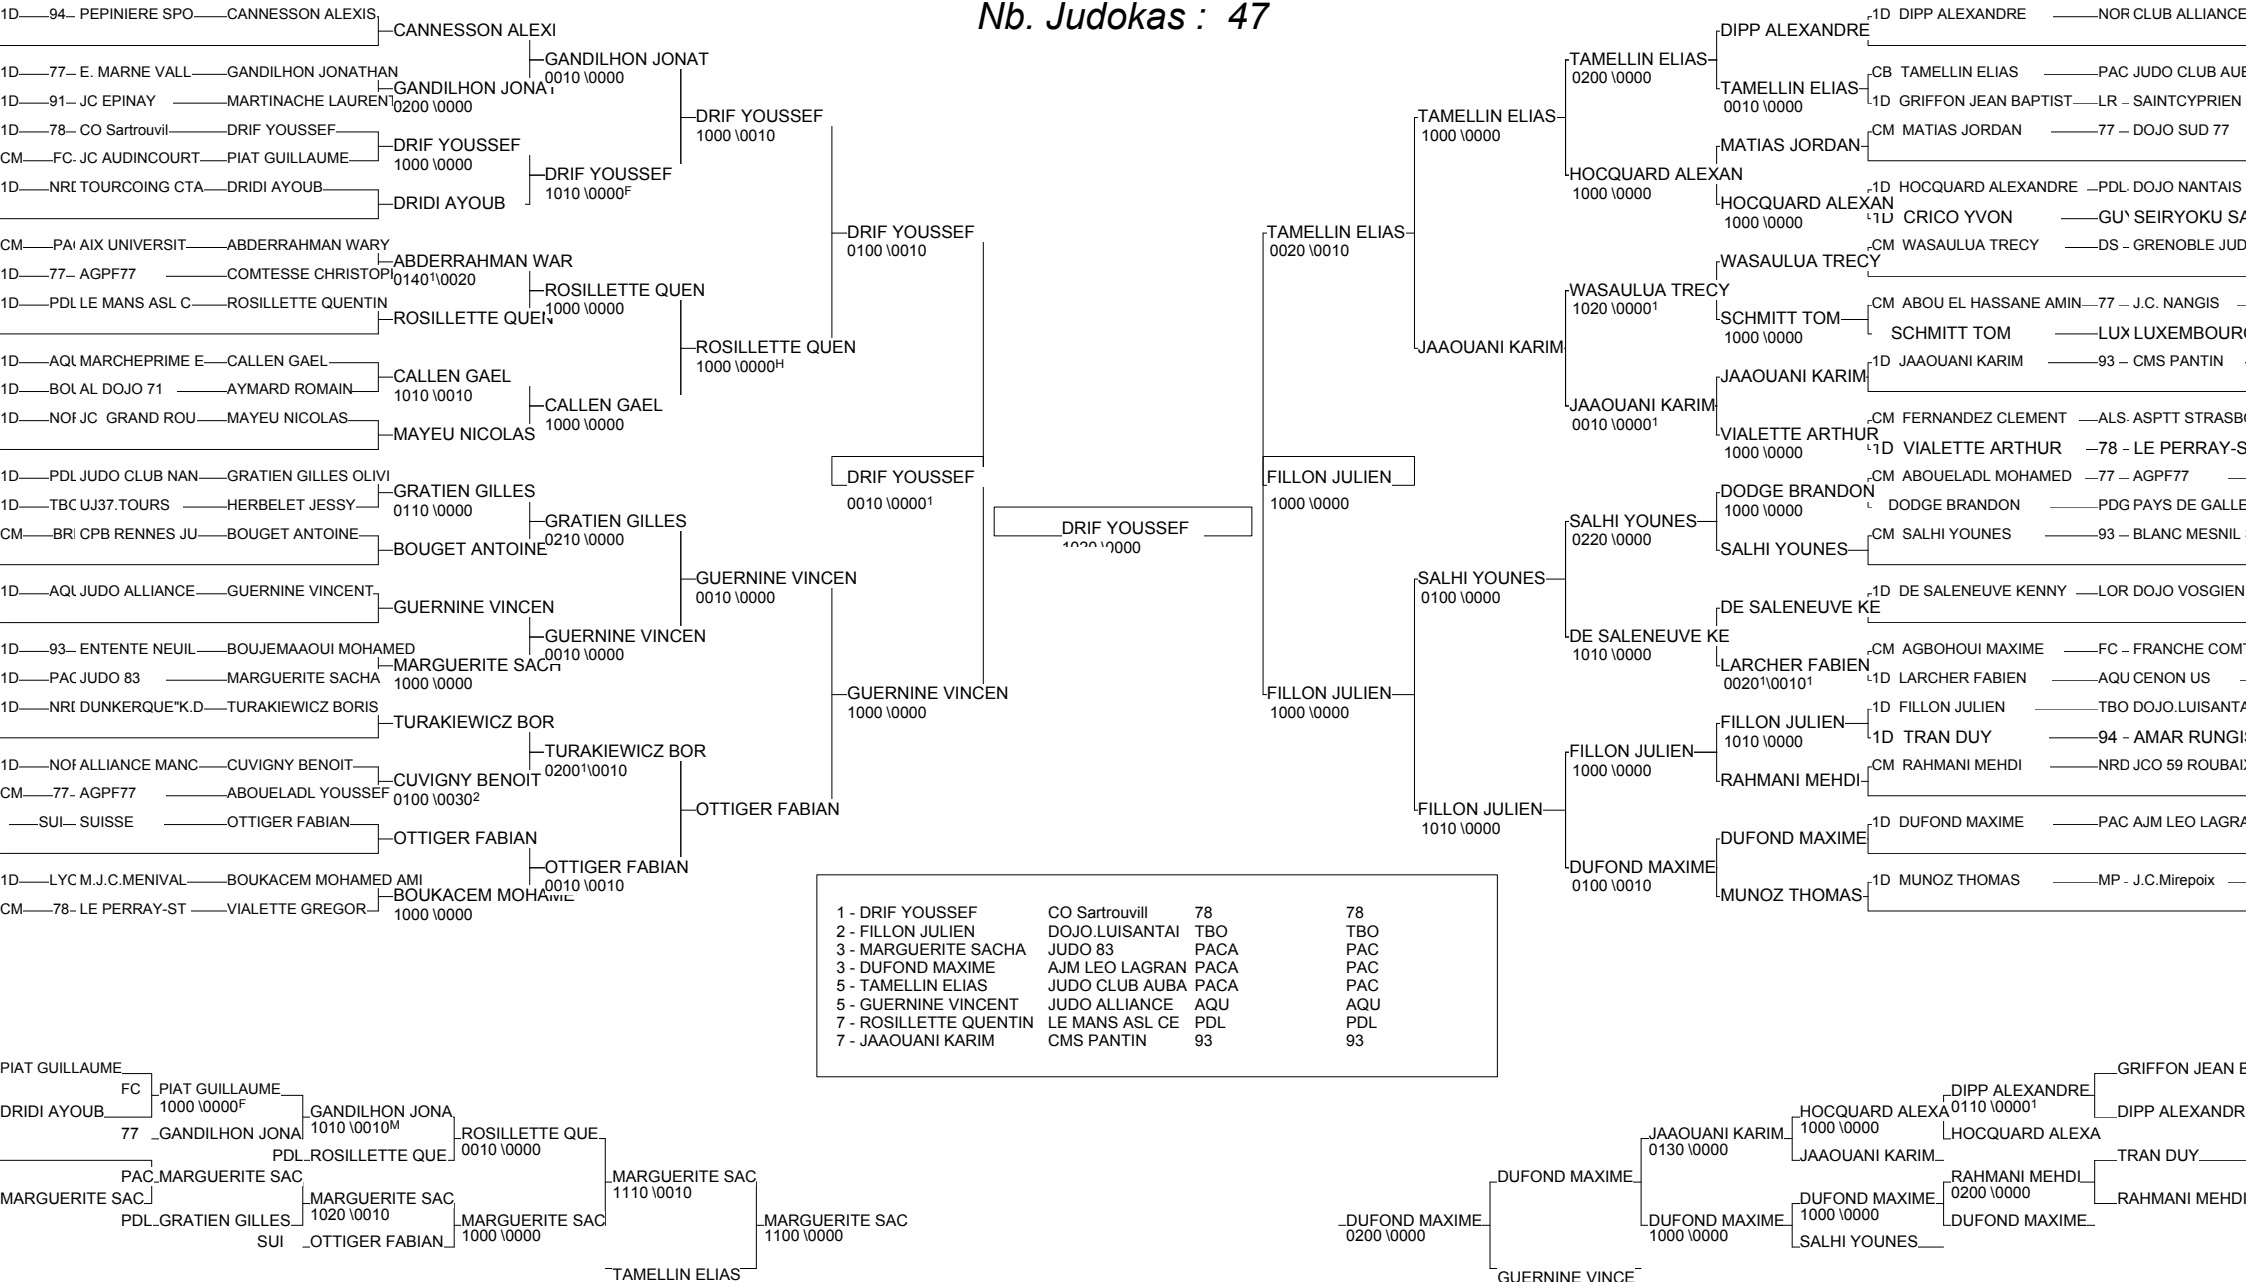 Nb. Judokas : 47
1D 94 PEPINIERE SPO CANNESSON ALEXIS
1D 77 E. MARNE VALL GANDILHON JONATHAN
1D 91 JC EPINAY MARTINACHE LAURENT
1D 78 CO Sartrouvil DRIF YOUSSEF
CM FC JC AUDINCOURT PIAT GUILLAUME
1D NRD TOURCOING CTA DRIDI AYOUB
CM PA AIX UNIVERSIT ABDERRAHMAN WARY
1D 77 AGPF77 COMTESSE CHRISTOP
1D PDL LE MANS ASL C ROSILLETTE QUENTIN
1D AQU MARCHEPRIME E CALLEN GAEL
1D BOU AL DOJO 71 AYMARD ROMAIN
1D NOR JC GRAND ROU MAYEU NICOLAS
1D PDL JUDO CLUB NAN GRATIEN GILLES OLIVI
1D TBO UJ37.TOURS HERBELET JESSY
CM BR CPB RENNES JU BOUGET ANTOINE
1D AQU JUDO ALLIANCE GUERNINE VINCENT
1D 93 ENTENTE NEUIL BOUJEMAAOUI MOHAMED
1D PAC JUDO 83 MARGUERITE SACHA
1D NRD DUNKERQUE"K.D TURAKIEWICZ BORIS
1D NOR ALLIANCE MANC CUVIGNY BENOIT
CM 77 AGPF77 ABOUELADL YOUSSEF
SUI SUISSE OTTIGER FABIAN
1D LYO M.J.C.MENIVAL BOUKACEM MOHAMED AMI
CM 78 LE PERRAY-ST VIALETTE GREGOR
CANNESSON ALEXI
GANDILHON JONAT
0200 \0000
DRIF YOUSSEF
1000 \0000
DRIDI AYOUB
ABDERRAHMAN WAR
0140¹\0020
ROSILLETTE QUEN
CALLEN GAEL
1010 \0010
MAYEU NICOLAS
GRATIEN GILLES
0110 \0000
BOUGET ANTOINE
GUERNINE VINCEN
MARGUERITE SACH
1000 \0000
TURAKIEWICZ BOR
CUVIGNY BENOIT
0100 \0030²
OTTIGER FABIAN
BOUKACEM MOHAME
1000 \0000
GANDILHON JONAT
0010 \0000
DRIF YOUSSEF
1010 \0000F
ROSILLETTE QUEN
1000 \0000
CALLEN GAEL
1000 \0000
GRATIEN GILLES
0210 \0000
GUERNINE VINCEN
0010 \0000
TURAKIEWICZ BOR
0200¹\0010
OTTIGER FABIAN
0010 \0010
DRIF YOUSSEF
1000 \0010
ROSILLETTE QUEN
1000 \0000H
GUERNINE VINCEN
0010 \0000
OTTIGER FABIAN
DRIF YOUSSEF
0100 \0010
GUERNINE VINCEN
1000 \0000
DRIF YOUSSEF
0010 \0000¹
DRIF YOUSSEF
1020 \0000
FILLON JULIEN
1000 \0000
TAMELLIN ELIAS
0020 \0010
FILLON JULIEN
1000 \0000
TAMELLIN ELIAS
1000 \0000
JAAOUANI KARIM
SALHI YOUNES
0100 \0000
FILLON JULIEN
1010 \0000
TAMELLIN ELIAS
0200 \0000
HOCQUARD ALEXAN
1000 \0000
WASAULUA TRECY
1020 \0000¹
JAAOUANI KARIM
0010 \0000¹
SALHI YOUNES
0220 \0000
DE SALENEUVE KE
1010 \0000
FILLON JULIEN
1000 \0000
DUFOND MAXIME
0100 \0010
DIPP ALEXANDRE
TAMELLIN ELIAS
0010 \0000
MATIAS JORDAN
HOCQUARD ALEXAN
1000 \0000
WASAULUA TRECY
SCHMITT TOM
1000 \0000
JAAOUANI KARIM
VIALETTE ARTHUR
1000 \0000
DODGE BRANDON
1000 \0000
SALHI YOUNES
DE SALENEUVE KE
LARCHER FABIEN
0020¹\0010¹
FILLON JULIEN
1010 \0000
RAHMANI MEHDI
DUFOND MAXIME
MUNOZ THOMAS
1D DIPP ALEXANDRE NOR CLUB ALLIANCE
CB TAMELLIN ELIAS PAC JUDO CLUB AUB
1D GRIFFON JEAN BAPTIST LR SAINTCYPRIEN
CM MATIAS JORDAN 77 DOJO SUD 77
1D HOCQUARD ALEXANDRE PDL DOJO NANTAIS
1D CRICO YVON GUY SEIRYOKU SA
CM WASAULUA TRECY DS GRENOBLE JUD
CM ABOU EL HASSANE AMIN 77 J.C. NANGIS
SCHMITT TOM LUX LUXEMBOURG
1D JAAOUANI KARIM 93 CMS PANTIN
CM FERNANDEZ CLEMENT ALS ASPTT STRASBO
1D VIALETTE ARTHUR 78 LE PERRAY-S
CM ABOUELADL MOHAMED 77 AGPF77
DODGE BRANDON PDG PAYS DE GALLE
CM SALHI YOUNES 93 BLANC MESNIL
1D DE SALENEUVE KENNY LOR DOJO VOSGIEN
CM AGBOHOUI MAXIME FC FRANCHE COMT
1D LARCHER FABIEN AQU CENON US
1D FILLON JULIEN TBO DOJO.LUISANTA
1D TRAN DUY 94 AMAR RUNGIS
CM RAHMANI MEHDI NRD JCO 59 ROUBAIX
1D DUFOND MAXIME PAC AJM LEO LAGRA
1D MUNOZ THOMAS MP J.C.Mirepoix
1 - DRIF YOUSSEF CO Sartrouvill 78 78
2 - FILLON JULIEN DOJO.LUISANTAI TBO TBO
3 - MARGUERITE SACHA JUDO 83 PACA PAC
3 - DUFOND MAXIME AJM LEO LAGRAN PACA PAC
5 - TAMELLIN ELIAS JUDO CLUB AUBA PACA PAC
5 - GUERNINE VINCENT JUDO ALLIANCE AQU AQU
7 - ROSILLETTE QUENTIN LE MANS ASL CE PDL PDL
7 - JAAOUANI KARIM CMS PANTIN 93 93
PIAT GUILLAUME
DRIDI AYOUB
MARGUERITE SAC
FC PIAT GUILLAUME
1000 \0000F
77 GANDILHON JONA
PAC MARGUERITE SAC
PDL GRATIEN GILLES
GANDILHON JONA
1010 \0010M
PDL ROSILLETTE QUE
MARGUERITE SAC
1020 \0010
SUI OTTIGER FABIAN
ROSILLETTE QUE
0010 \0000
MARGUERITE SAC
1000 \0000
MARGUERITE SAC
1110 \0010
TAMELLIN ELIAS
MARGUERITE SAC
1100 \0000
DUFOND MAXIME
0200 \0000
DUFOND MAXIME
GUERNINE VINCE
JAAOUANI KARIM
0130 \0000
DUFOND MAXIME
1000 \0000
HOCQUARD ALEXA
1000 \0000
JAAOUANI KARIM
DUFOND MAXIME
1000 \0000
SALHI YOUNES
DIPP ALEXANDRE
0110 \0000¹
HOCQUARD ALEXA
RAHMANI MEHDI
0200 \0000
DUFOND MAXIME
GRIFFON JEAN B
DIPP ALEXANDR
TRAN DUY
RAHMANI MEHDI